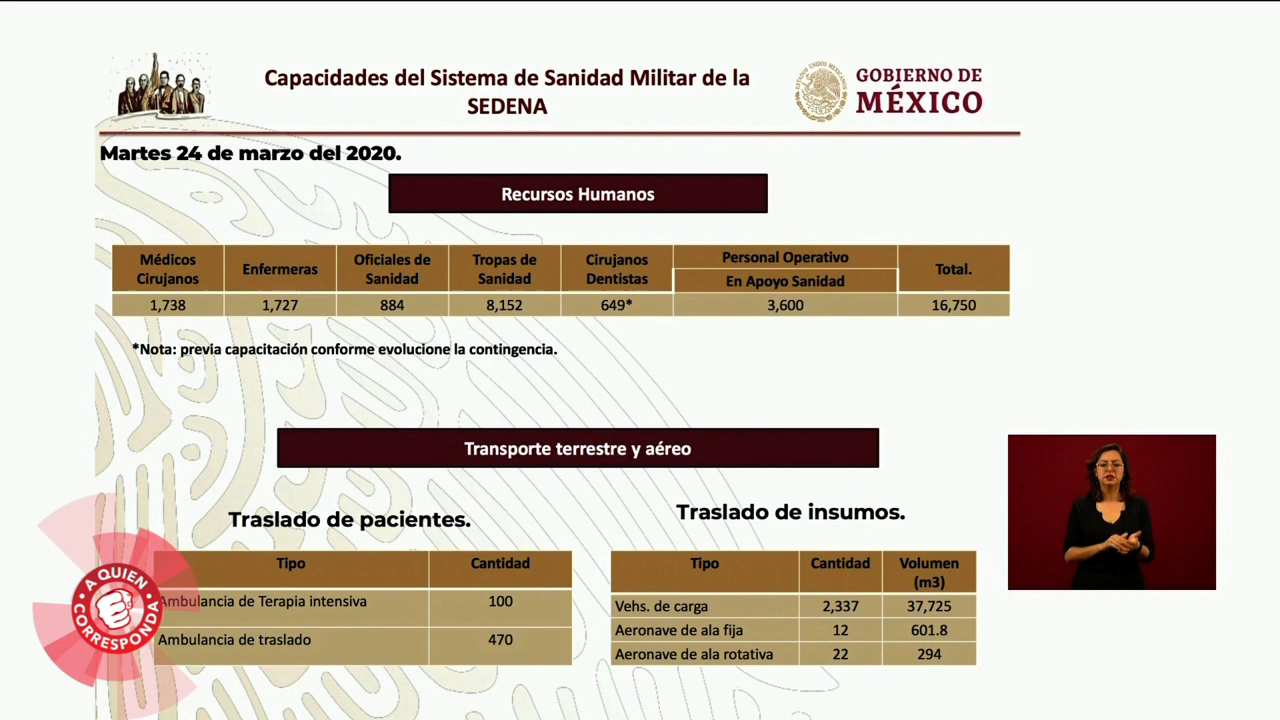 Capacidades del Sistema de Sanidad Militar de la
SEDENA
GOBIERNO DE
MÉXICO
ESTADOS UNIDOS MEXICANOS
Martes 24 de marzo del 2020.
Recursos Humanos
Médicos Cirujanos Enfermeras Oficiales de Sanidad Tropas de Sanidad Cirujanos Dentistas Personal Operativo En Apoyo Sanidad Total.
1,738 1,727 884 8,152 649* 3,600 16,750
*Nota: previa capacitación conforme evolucione la contingencia.
Transporte terrestre y aéreo
Traslado de pacientes.
Tipo Cantidad
Ambulancia de Terapia intensiva 100
Ambulancia de traslado 470
Traslado de insumos.
Tipo Cantidad Volumen (m3)
Vehs. de carga 2,337 37,725
Aeronave de ala fija 12 601.8
Aeronave de ala rotativa 22 294
A QUIEN
CORRESPONDA